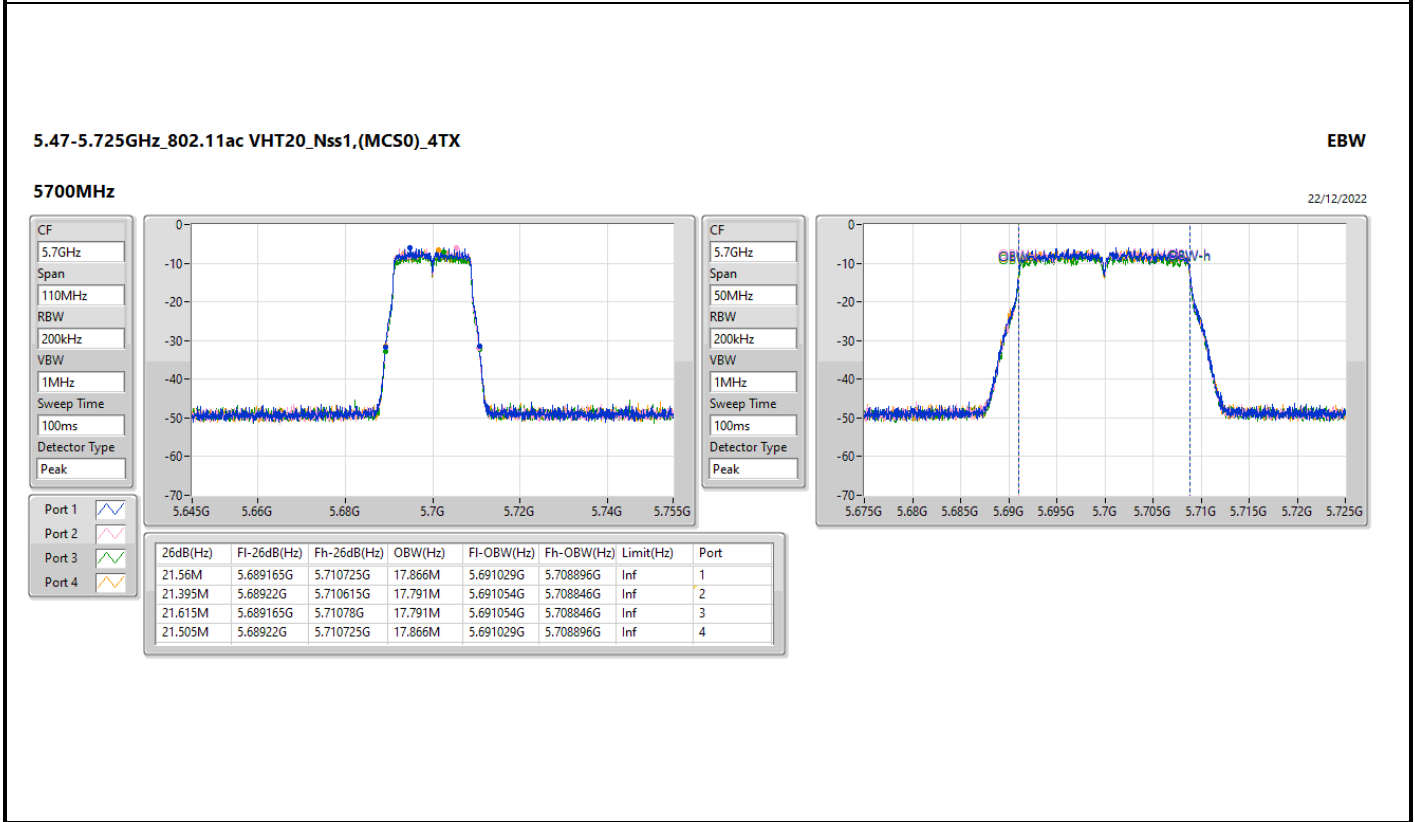 5.47-5.725GHz_802.11ac VHT20_Nss1,(MCS0)_4TX
EBW
5700MHz
22/12/2022
CF
5.7GHz
Span
110MHz
RBW
200kHz
VBW
1MHz
Sweep Time
100ms
Detector Type
Peak
0
-10
-20
-30
-40
-50
-60
-70
5.645G 5.66G 5.68G 5.7G 5.72G 5.74G 5.755G
CF
5.7GHz
Span
50MHz
RBW
200kHz
VBW
1MHz
Sweep Time
100ms
Detector Type
Peak
0
-10
-20
-30
-40
-50
-60
-70
5.675G 5.68G 5.685G 5.69G 5.695G 5.7G 5.705G 5.71G 5.715G 5.72G 5.725G
Port 1
Port 2
Port 3
Port 4
26dB(Hz) Fl-26dB(Hz) Fh-26dB(Hz) OBW(Hz) Fl-OBW(Hz) Fh-OBW(Hz) Limit(Hz) Port
21.56M 5.689165G 5.710725G 17.866M 5.691029G 5.708896G Inf 1
21.395M 5.68922G 5.710615G 17.791M 5.691054G 5.708846G Inf 2
21.615M 5.689165G 5.71078G 17.791M 5.691054G 5.708846G Inf 3
21.505M 5.68922G 5.710725G 17.866M 5.691029G 5.708896G Inf 4